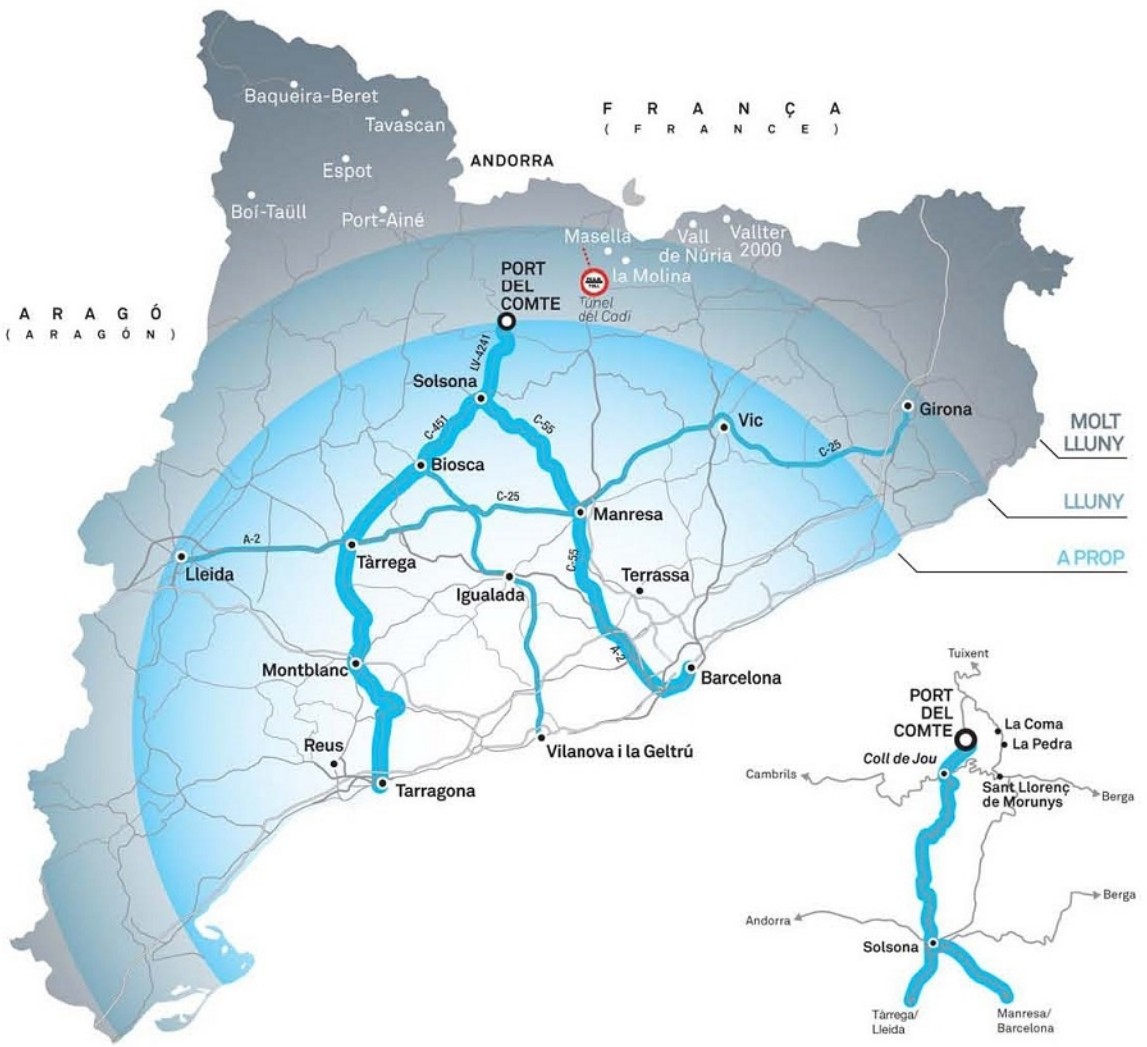 Baqueira-Beret
Tavascan
Espot
Boí-Taüll
Port-Ainé
FRANÇA
(FRANCE)
ANDORRA
Masella
la Molina
Vall
de Núria
Vallter
2000
Túnel
del Cadí
PORT
DEL
COMTE
ARAGÓ
(ARAGÓN)
LV-4241
Solsona
C-451
C-55
Biosca
Vic
C-25
Girona
MOLT
LLUNY
LLUNY
A PROP
C-25
Manresa
A-2
Lleida
Tàrrega
C-55
Igualada
Terrassa
A-2
Montblanc
Barcelona
Reus
Vilanova i la Geltrú
Tarragona
Tuixent
PORT
DEL
COMTE
La Coma
La Pedra
Coll de Jou
Cambrils
Sant Llorenç
de Morunys
Berga
Berga
Andorra
Solsona
Tàrrega/
Lleida
Manresa/
Barcelona